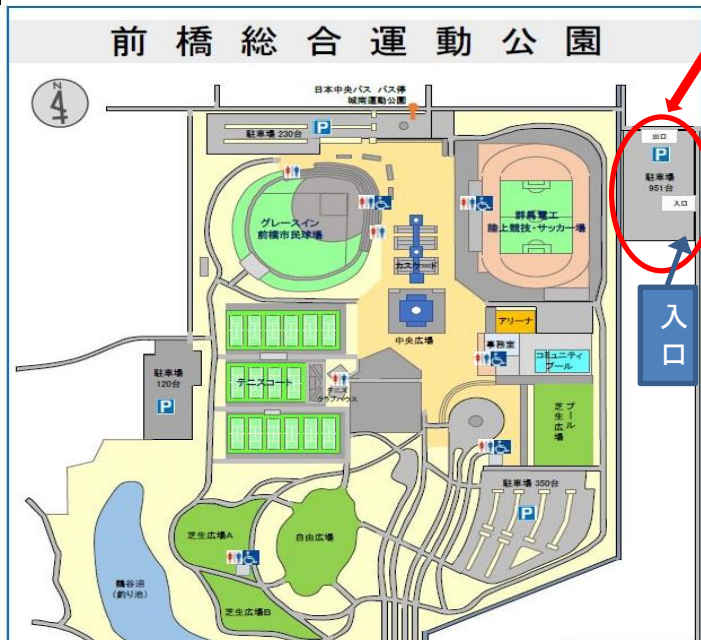 前橋総合運動公園
N
日本中央バス バス停
城南運動公園
駐車場 230台
P
出口
P
駐車場
951台
入口
グレースイン
前橋市民球場
群馬電工
陸上競技・サッカー場
カスケード
入
口
アリーナ
中央広場
事務室
コミュニティ
プール
駐車場
120台
P
テニスコート
テニス
クラブハウス
プール
芝生広場
駐車場 350台
P
芝生広場A
自由広場
鶴谷沼
(釣り池)
芝生広場B